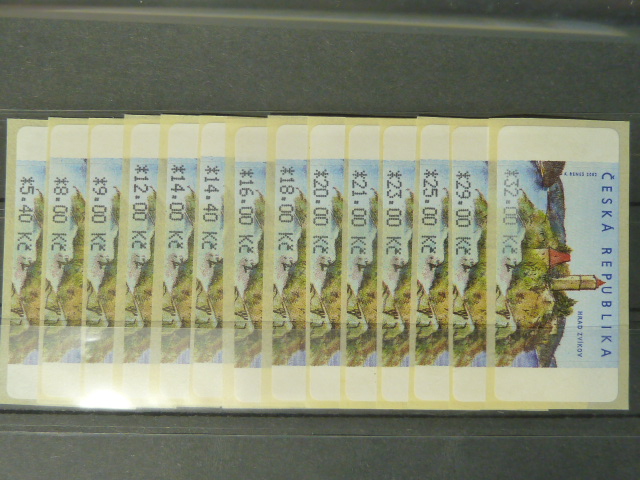 *5.40 Kč
*8.00 Kč
*9.00 Kč
*12.00 Kč
*14.00 Kč
*14.40 Kč
*16.00 Kč
*18.00 Kč
*20.00 Kč
*21.00 Kč
*23.00 Kč
*25.00 Kč
*29.00 Kč
*32.00 Kč
HRAD ZVÍKOV
ČESKÁ REPUBLIKA